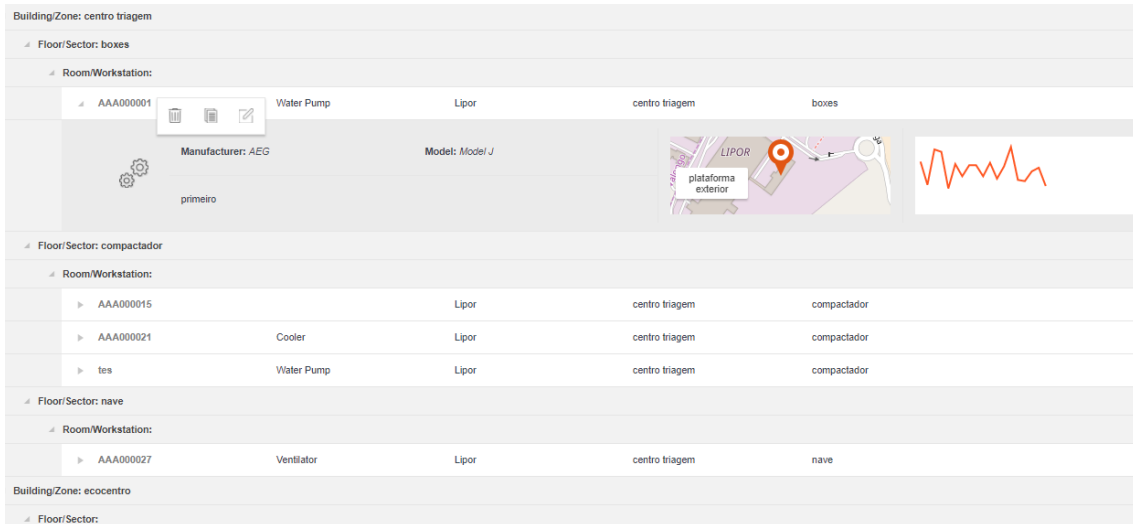 Building/Zone: centro triagem
Floor/Sector: boxes
Room/Workstation:
AAA000001 Water Pump Lipor centro triagem boxes
Manufacturer: AEG Model: Model J
LIPOR
plataforma
exterior
primeiro
Floor/Sector: compactador
Room/Workstation:
AAA000015 Lipor centro triagem compactador
AAA000021 Cooler Lipor centro triagem compactador
tes Water Pump Lipor centro triagem compactador
Floor/Sector: nave
Room/Workstation:
AAA000027 Ventilator Lipor centro triagem nave
Building/Zone: ecocentro
Floor/Sector: